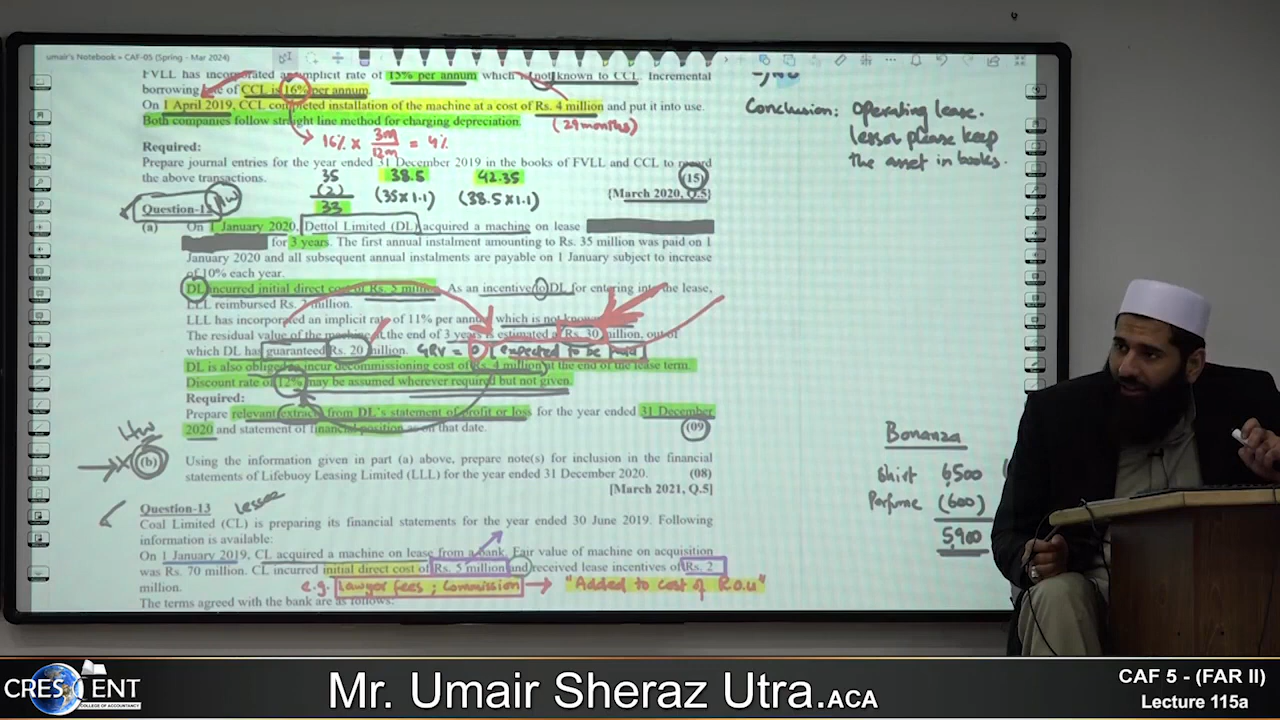 umair's Notebook » CAF-05 (Spring - Mar 2024)
FVLL has incorporated an implicit rate of 15% per annum which is not known to CCL. Incremental
borrowing rate of CCL is 16% per annum.
On 1 April 2019, CCL completed installation of the machine at a cost of Rs. 4 million and put it into use.
Both companies follow straight line method for charging depreciation.
(29 months)
16% × 3m/12m = 4%
Required:
Prepare journal entries for the year ended 31 December 2019 in the books of FVLL and CCL to record
the above transactions.
(15)
35 38.5 42.35
(2) (35×1.1) (38.5×1.1)
33
{March 2020, Q.5}
Question-12
HW
(a) On 1 January 2020, Dettol Limited (DL) acquired a machine on lease
for 3 years. The first annual instalment amounting to Rs. 35 million was paid on 1
January 2020 and all subsequent annual instalments are payable on 1 January subject to increase
of 10% each year.
DL incurred initial direct cost of Rs. 5 million. As an incentive to DL for entering into the lease,
LLL reimbursed Rs. 2 million.
LLL has incorporated an implicit rate of 11% per annum which is not known
The residual value of the machine at the end of 3 years is estimated at Rs. 30 million, out of
which DL has guaranteed Rs. 20 million. GRV = 0 (expected to be paid)
DL is also obliged to incur decommissioning cost of Rs. 4 million at the end of the lease term.
Discount rate of 12% may be assumed wherever required but not given.
Required:
Prepare relevant extracts from DL's statement of profit or loss for the year ended 31 December
2020 and statement of financial position as on that date.
(09)
HW
(b) Using the information given in part (a) above, prepare note(s) for inclusion in the financial
statements of Lifebuoy Leasing Limited (LLL) for the year ended 31 December 2020. (08)
[March 2021, Q.5]
Question-13 Lessee
Coal Limited (CL) is preparing its financial statements for the year ended 30 June 2019. Following
information is available:
On 1 January 2019, CL acquired a machine on lease from a bank. Fair value of machine on acquisition
was Rs. 70 million. CL incurred initial direct cost of Rs. 5 million and received lease incentives of Rs. 2
million.
e.g. Lawyer fees ; Commission → "Added to cost of R.O.U"
The terms agreed with the bank are as follows:
Conclusion: Operating lease.
lessor please keep
the asset in books.
Bonanza
Shirt 6,500
Perfume (600)
5,900
CRESCENT
COLLEGE OF ACCOUNTANCY
Mr. Umair Sheraz Utra.ACA
CAF 5 - (FAR II)
Lecture 115a